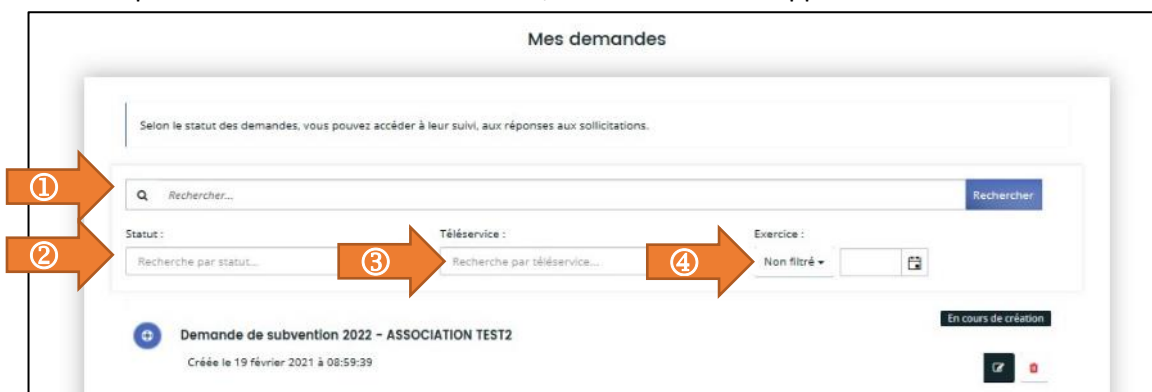 Mes demandes
Selon le statut des demandes, vous pouvez accéder à leur suivi, aux réponses aux sollicitations.
① Rechercher... Rechercher
Statut : Téléservice : Exercice :
② Recherche par statut... ③ Recherche par téléservice... ④ Non filtré
En cours de création
Demande de subvention 2022 - ASSOCIATION TEST2
Créée le 19 février 2021 à 08:59:39